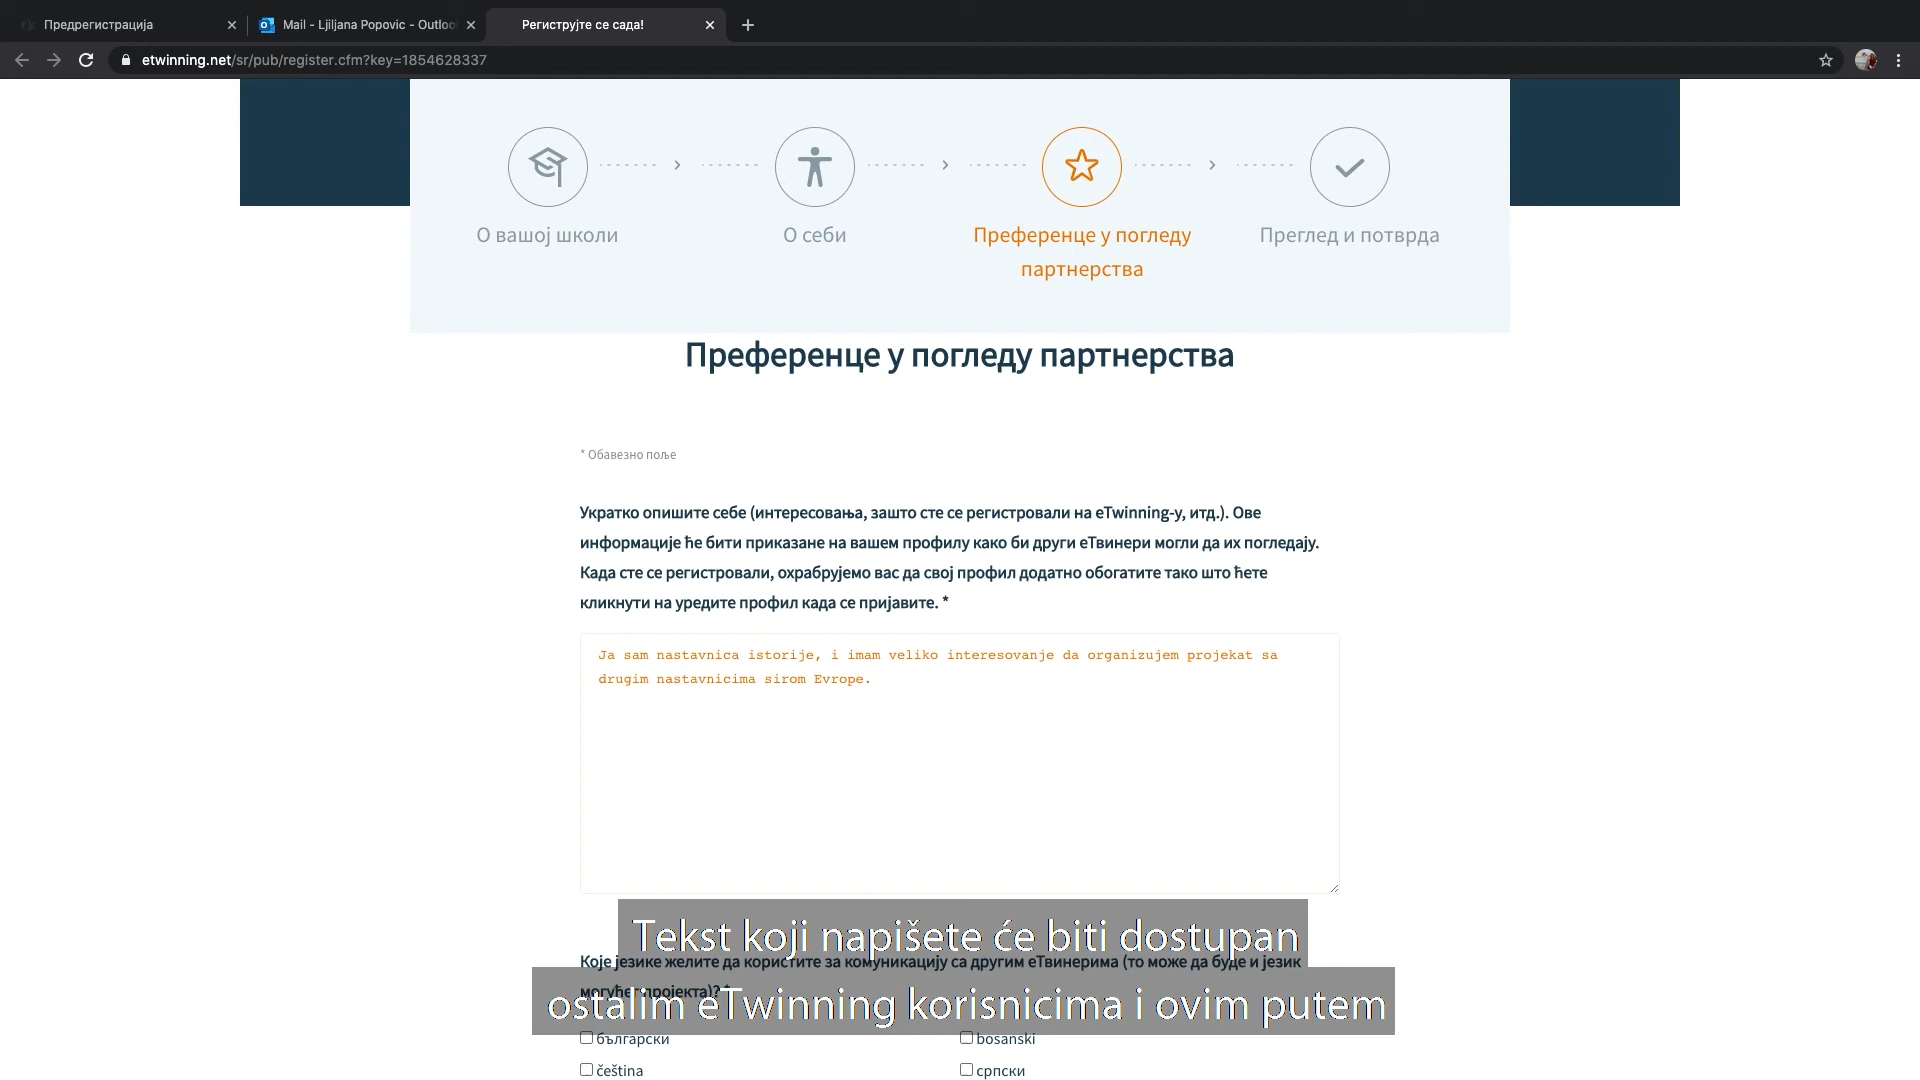 Предрегистрација
Mail - Ljiljana Popovic - Outloo
Региструјте се сада!
etwinning.net/sr/pub/register.cfm?key=1854628337
О вашој школи
О себи
Преференце у погледу
партнерства
Преглед и потврда
Преференце у погледу партнерства
* Обавезно поље
Укратко опишите себе (интересовања, зашто сте се регистровали на eTwinning-у, итд.). Ове
информације ће бити приказане на вашем профилу како би други еТвинери могли да их погледају.
Када сте се регистровали, охрабрујемо вас да свој профил додатно обогатите тако што ћете
кликнути на уредите профил када се пријавите. *
Ja sam nastavnica istorije, i imam veliko interesovanje da organizujem projekat sa
drugim nastavnicima sirom Evrope.
Tekst koji napišete će biti dostupan
Које језике желите да користите за комуникацију са другим еТвинерима (то може да буде и језик
могућег пројекта)? *
ostalim eTwinning korisnicima i ovim putem
български
bosanski
čeština
српски